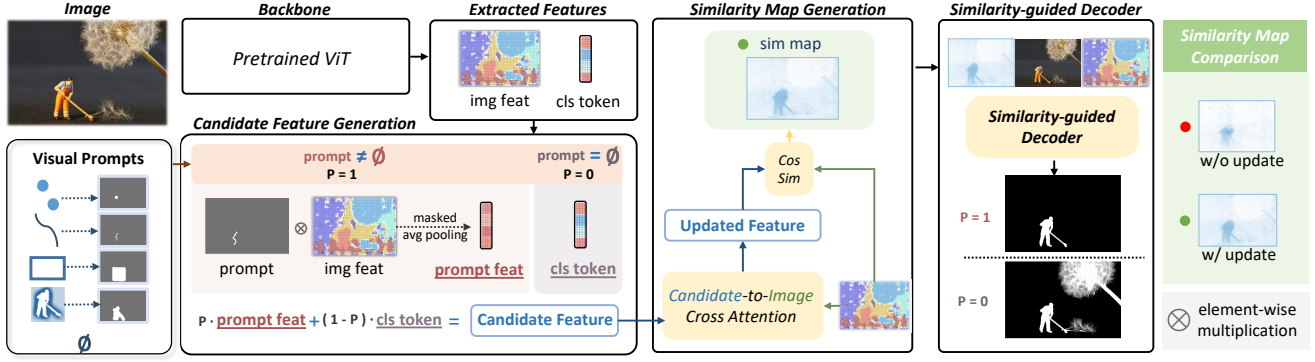 Image
Backbone
Pretrained ViT
Extracted Features
img feat
cls token
Visual Prompts
∅
Candidate Feature Generation
prompt ≠ ∅
P = 1
prompt = ∅
P = 0
prompt
⊗
img feat
masked
avg pooling
prompt feat
cls token
P · prompt feat + (1 - P) · cls token =
Candidate Feature
Similarity Map Generation
sim map
Cos
Sim
Updated Feature
Candidate-to-Image
Cross Attention
Similarity-guided Decoder
Similarity-guided
Decoder
P = 1
P = 0
Similarity Map
Comparison
w/o update
w/ update
⊗ element-wise
multiplication